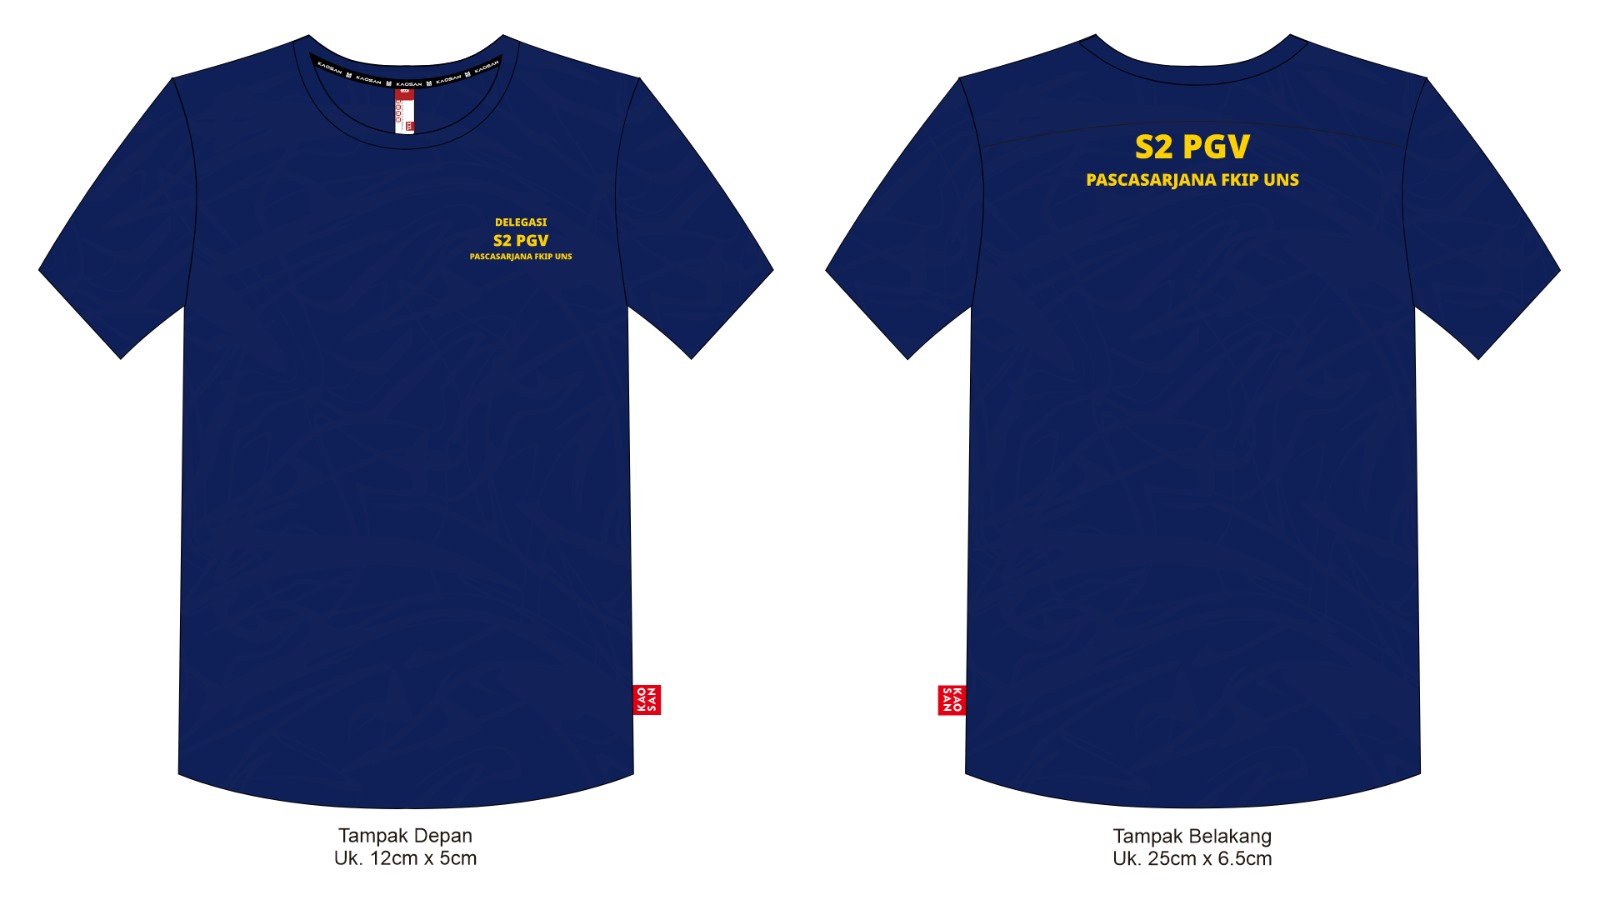 KAOSAN KAOSAN KAOSAN KAOSAN KAOSAN
DELEGASI
S2 PGV
PASCASARJANA FKIP UNS
KAO
SAN
Tampak Depan
Uk. 12cm x 5cm
S2 PGV
PASCASARJANA FKIP UNS
KAO
SAN
Tampak Belakang
Uk. 25cm x 6.5cm